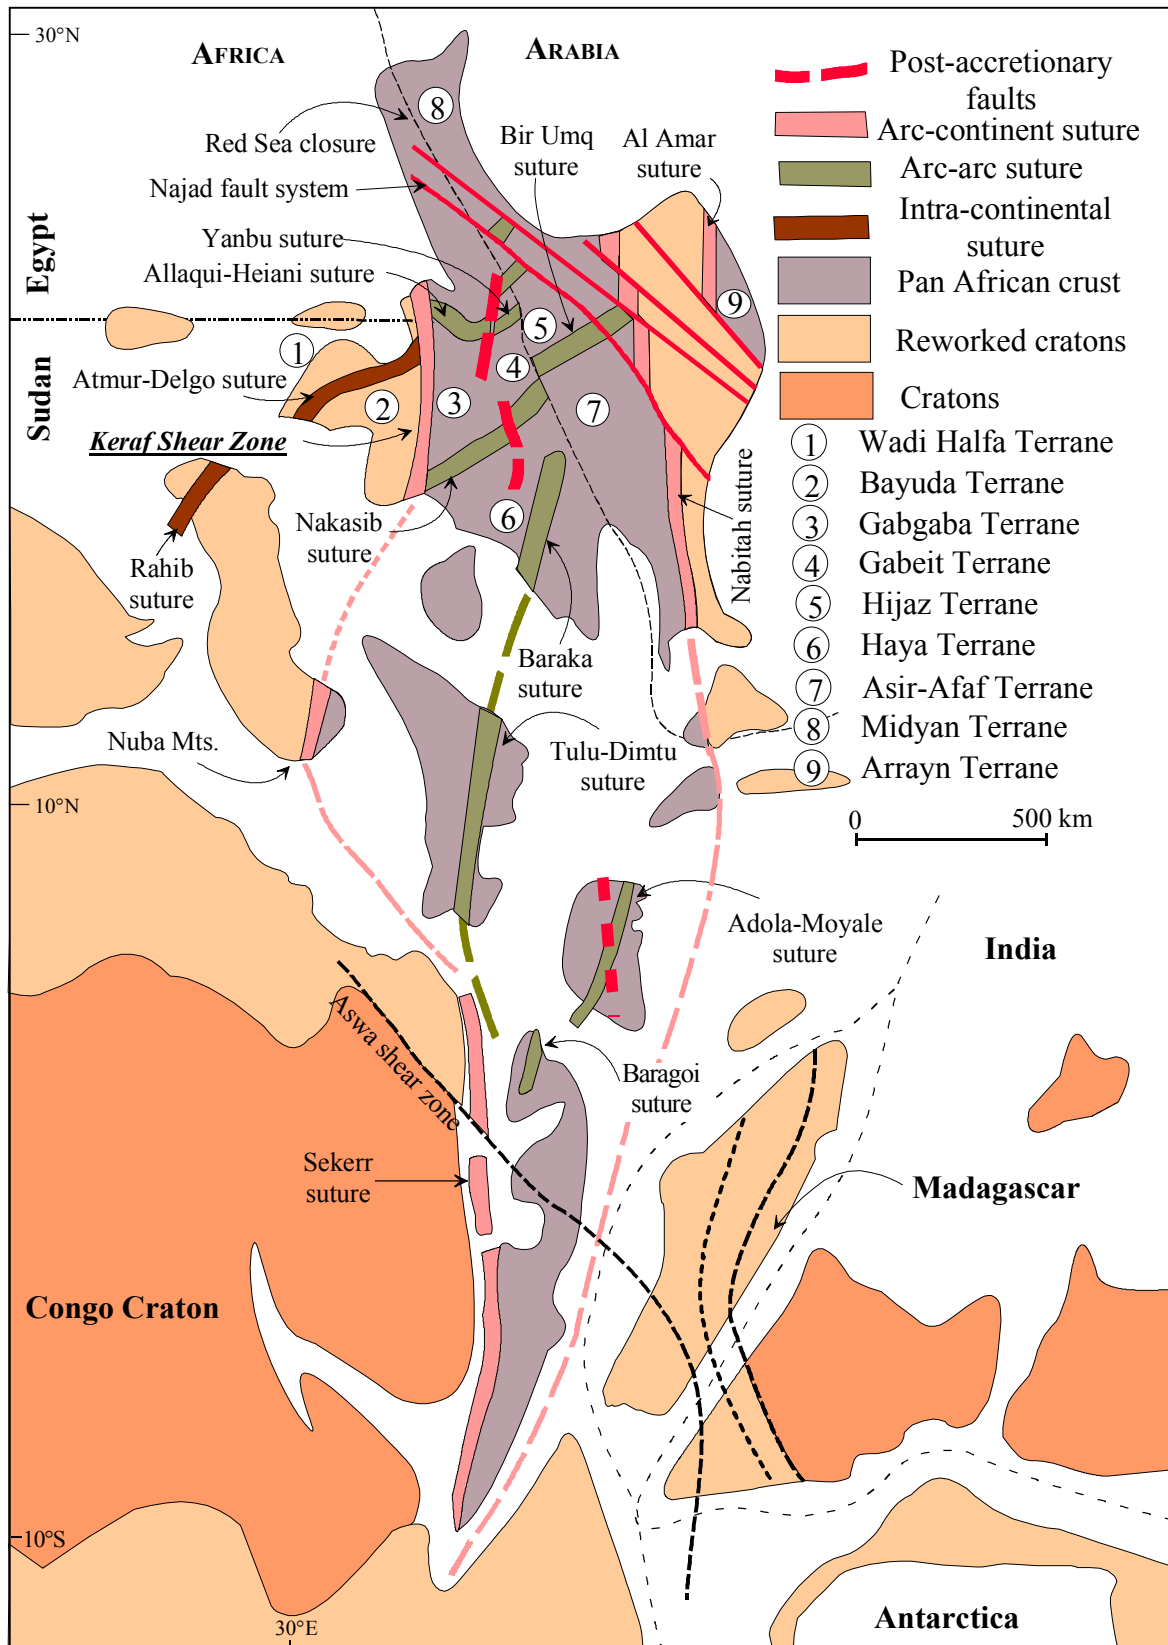 30°N
AFRICA
ARABIA
Post-accretionary
faults
Arc-continent suture
Arc-arc suture
Intra-continental
suture
Pan African crust
Reworked cratons
Cratons
1 Wadi Halfa Terrane
2 Bayuda Terrane
3 Gabgaba Terrane
4 Gabeit Terrane
5 Hijaz Terrane
6 Haya Terrane
7 Asir-Afaf Terrane
8 Midyan Terrane
9 Arrayn Terrane
0 500 km
8
Red Sea closure
Bir Umq
suture
Al Amar
suture
Najad fault system
Yanbu suture
Allaqui-Heiani suture
Egypt
Sudan
9
5
1
4
Atmur-Delgo suture
2
3
7
Keraf Shear Zone
Nakasib
suture
6
Nabitah suture
Rahib
suture
Baraka
suture
Nuba Mts.
Tulu-Dimtu
suture
10°N
Adola-Moyale
suture
India
Aswa shear zone
Baragoi
suture
Sekerr
suture
Madagascar
Congo Craton
10°S
30°E
Antarctica